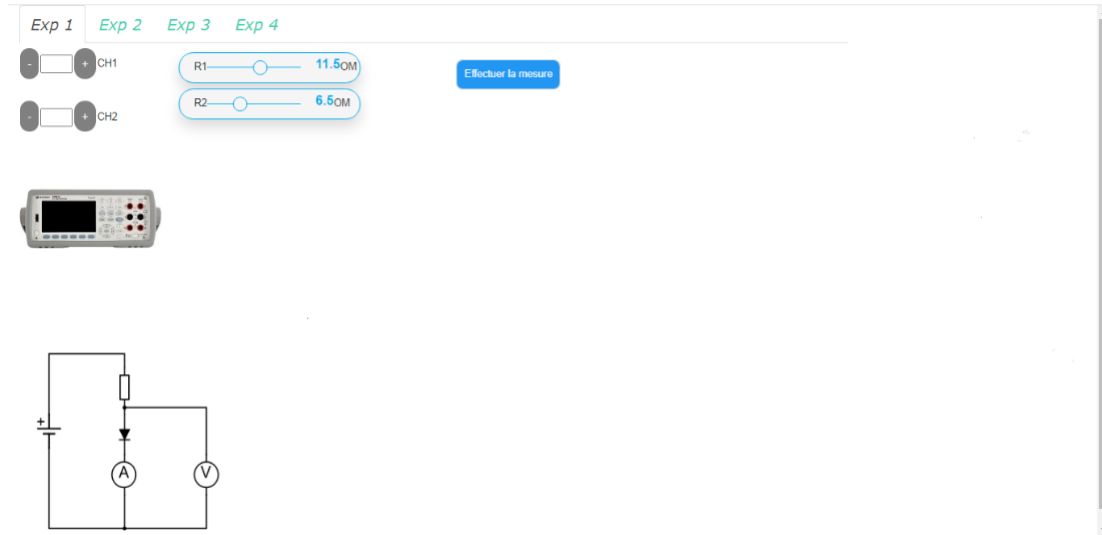 Exp 1 Exp 2 Exp 3 Exp 4
- + CH1
R1 11.5OM
Effectuer la mesure
- + CH2
R2 6.5OM
+
A
V